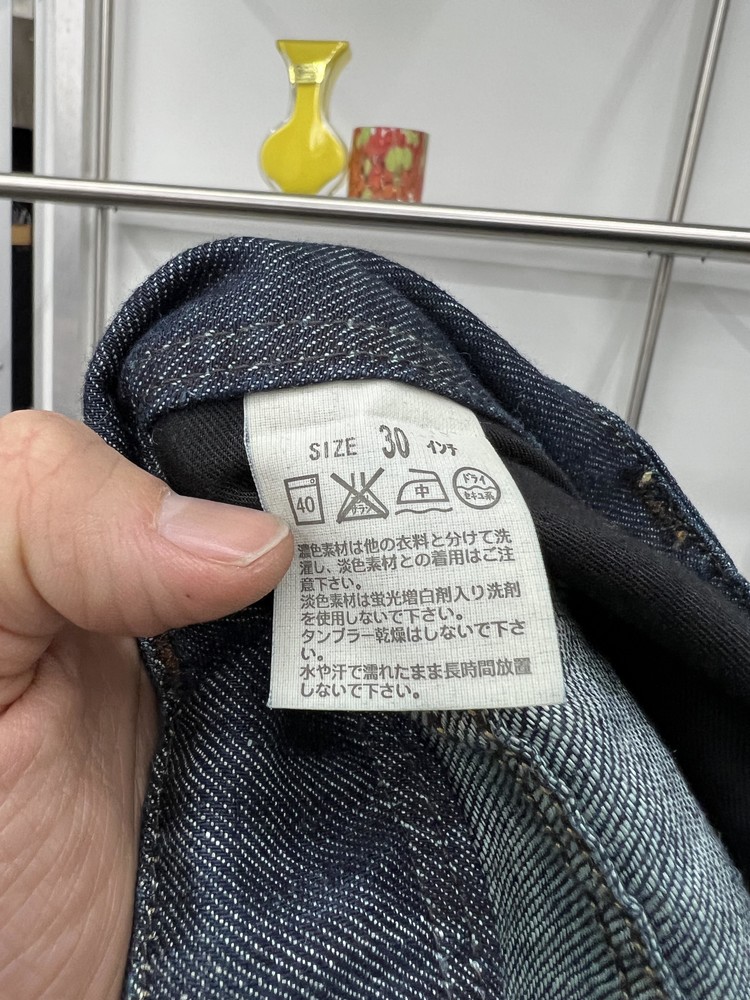 SIZE 30 インチ
40 エンソサラシ 中 ドライ セキユ系
濃色素材は他の衣料と分けて洗
濯し、淡色素材との着用はご注
意下さい。
淡色素材は蛍光増白剤入り洗剤
を使用しないで下さい。
タンブラー乾燥はしないで下さ
い。
水や汗で濡れたまま長時間放置
しないで下さい。